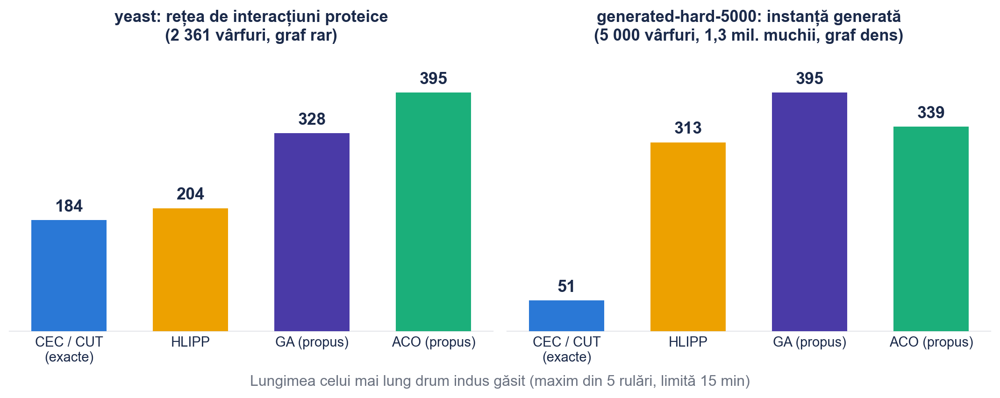 yeast: rețea de interacțiuni proteice
(2 361 vârfuri, graf rar)
184
204
328
395
CEC / CUT
(exacte)
HLIPP
GA (propus)
ACO (propus)
generated-hard-5000: instanță generată
(5 000 vârfuri, 1,3 mil. muchii, graf dens)
51
313
395
339
CEC / CUT
(exacte)
HLIPP
GA (propus)
ACO (propus)
Lungimea celui mai lung drum indus găsit (maxim din 5 rulări, limită 15 min)